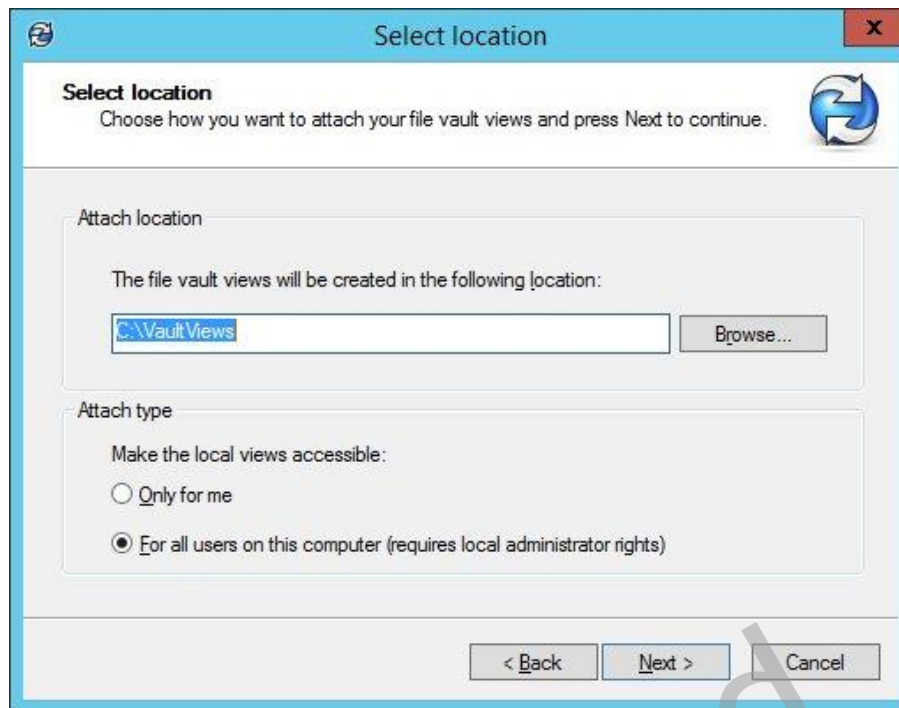 Select location
X
Select location
Choose how you want to attach your file vault views and press Next to continue.
Attach location
The file vault views will be created in the following location:
C:\VaultViews
Browse...
Attach type
Make the local views accessible:
Only for me
For all users on this computer (requires local administrator rights)
< Back
Next >
Cancel